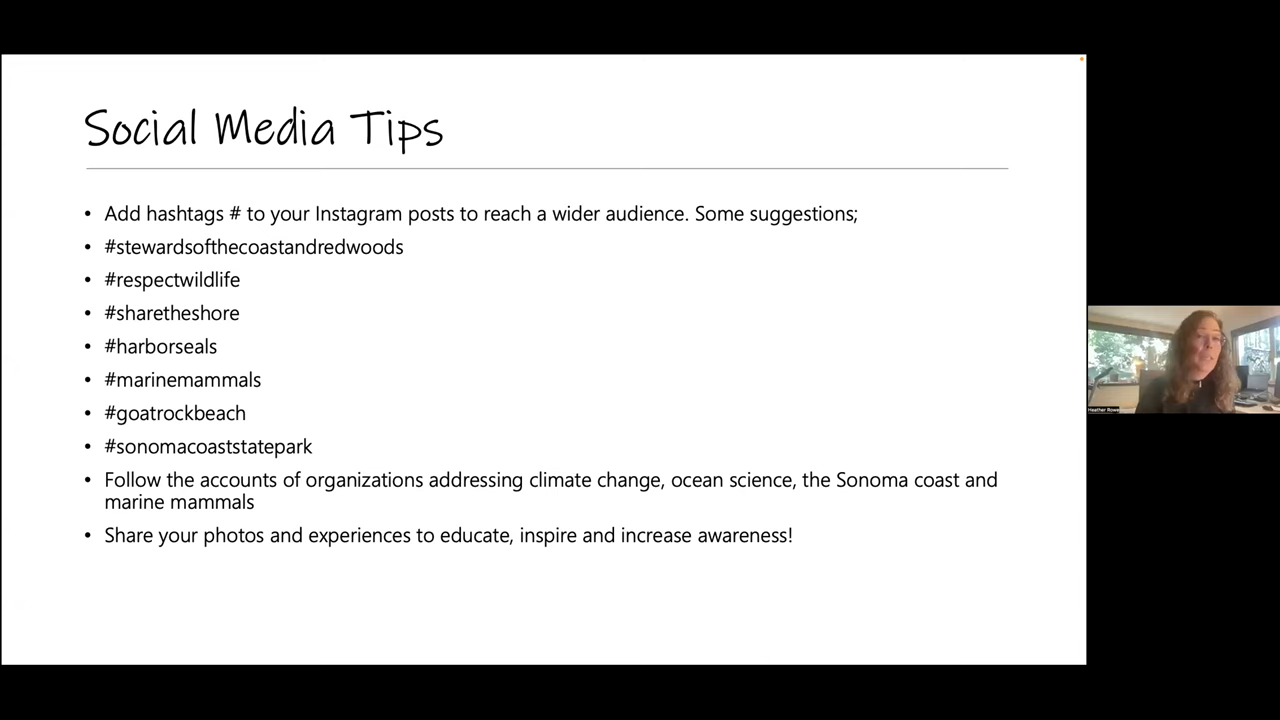 Social Media Tips
• Add hashtags # to your Instagram posts to reach a wider audience. Some suggestions;
• #stewardsofthecoastandredwoods
• #respectwildlife
• #sharetheshore
• #harborseals
• #marinemammals
• #goatrockbeach
• #sonomacoaststatepark
• Follow the accounts of organizations addressing climate change, ocean science, the Sonoma coast and
marine mammals
• Share your photos and experiences to educate, inspire and increase awareness!
Heather Rowe